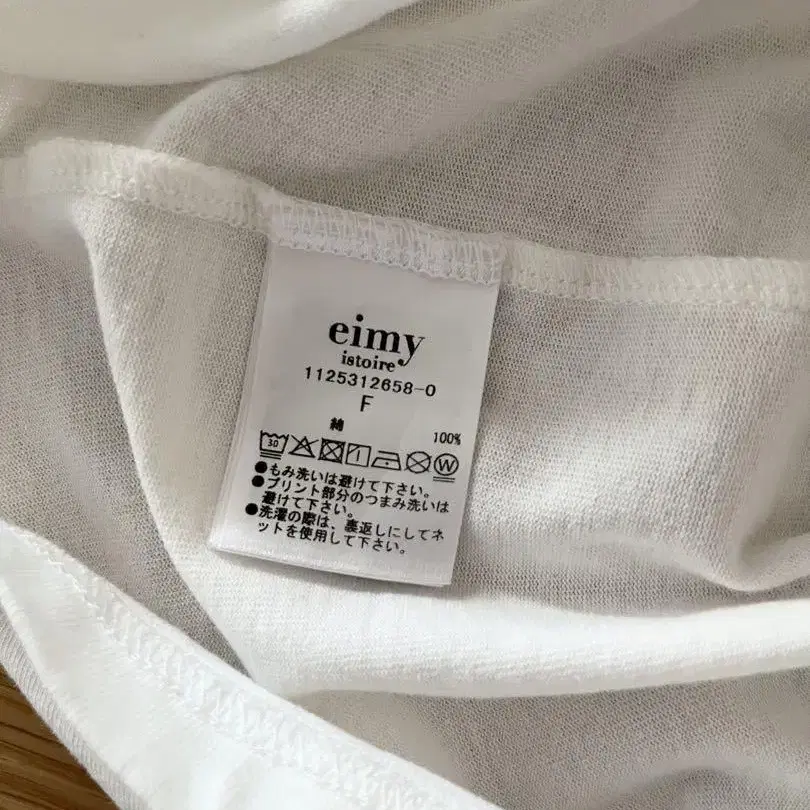 eimy
istoire
1125312658-0
F
綿 100%
30 W
●もみ洗いは避けて下さい。
●プリント部分のつまみ洗いは
避けて下さい。
●洗濯の際は、裏返しにしてネ
ットを使用して下さい。